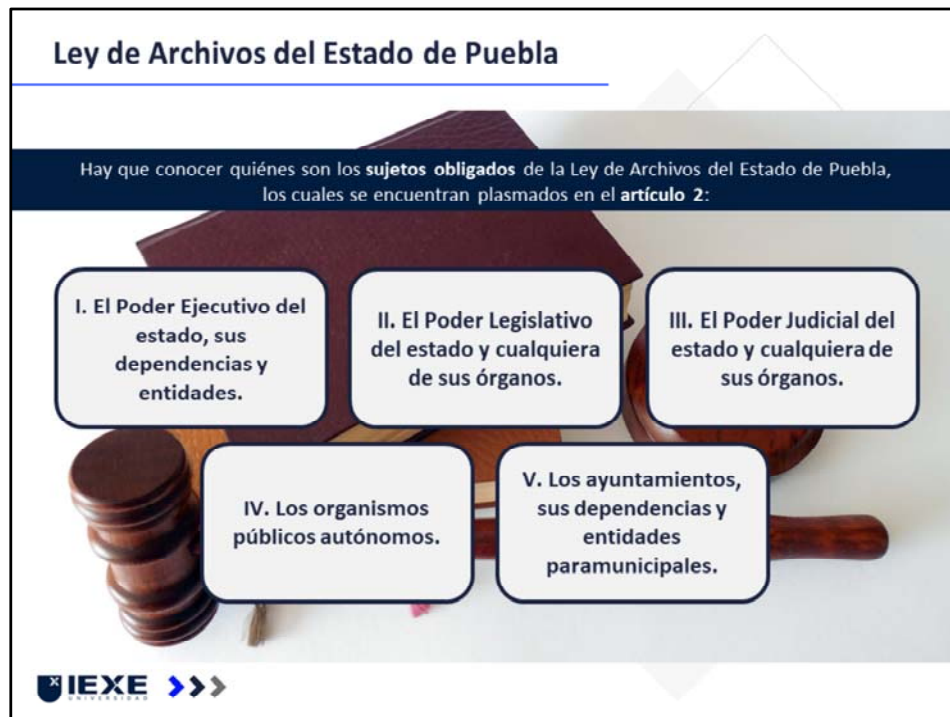 Ley de Archivos del Estado de Puebla
Hay que conocer quiénes son los sujetos obligados de la Ley de Archivos del Estado de Puebla,
los cuales se encuentran plasmados en el artículo 2:
I. El Poder Ejecutivo del
estado, sus
dependencias y
entidades.
II. El Poder Legislativo
del estado y cualquiera
de sus órganos.
III. El Poder Judicial del
estado y cualquiera de
sus órganos.
IV. Los organismos
públicos autónomos.
V. Los ayuntamientos,
sus dependencias y
entidades
paramunicipales.
IEXE
UNIVERSIDAD